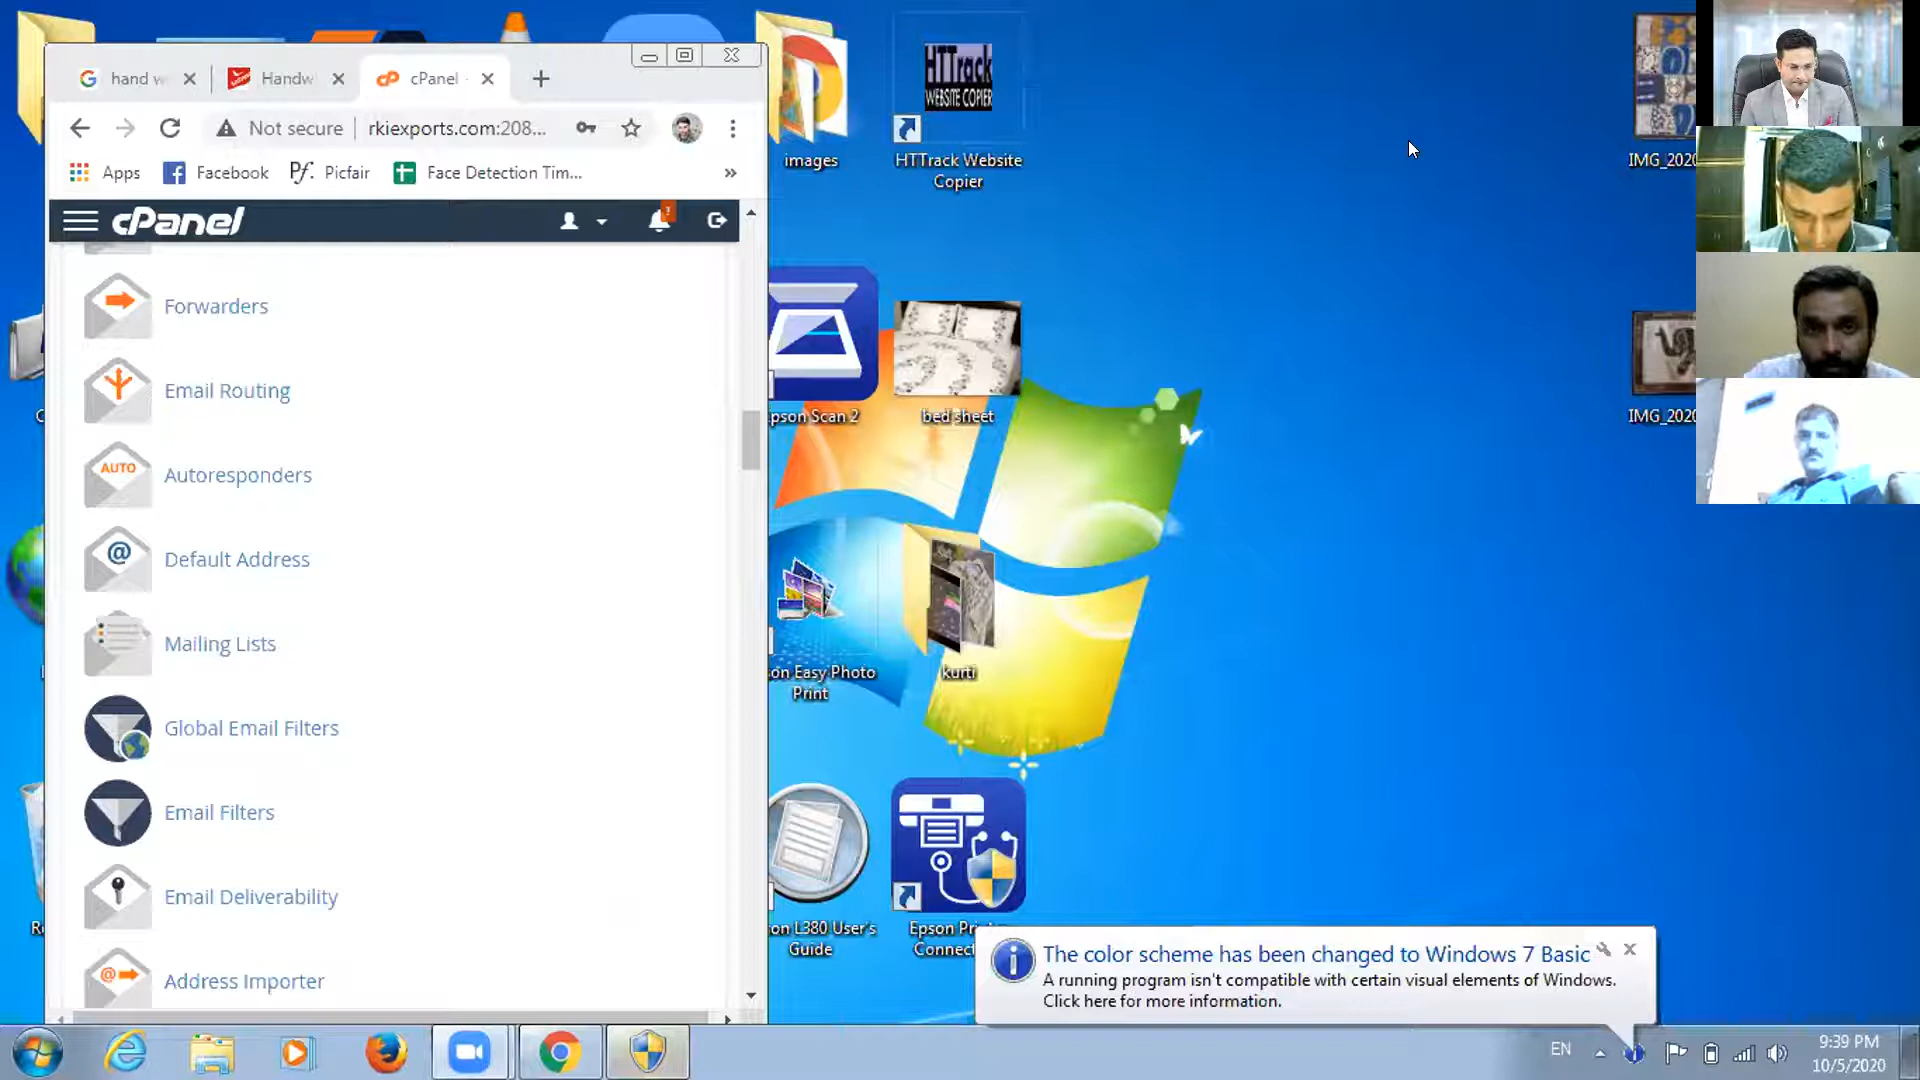 hand w
Handw
cPanel
Not secure
rkiexports.com:208...
Apps
Facebook
Pf.
Picfair
Face Detection Tim...
»
cPanel
Forwarders
Email Routing
AUTO
Autoresponders
@
Default Address
Mailing Lists
Global Email Filters
Email Filters
Email Deliverability
@
Address Importer
images
HTTrack
WEBSITE COPIER
HTTrack Website
Copier
pson Scan 2
bed sheet
on Easy Photo
Print
kurti
on L380 User's
Guide
Epson Pri
Connec
IMG_2020
IMG_2020
The color scheme has been changed to Windows 7 Basic
A running program isn't compatible with certain visual elements of Windows.
Click here for more information.
EN
9:39 PM
10/5/2020